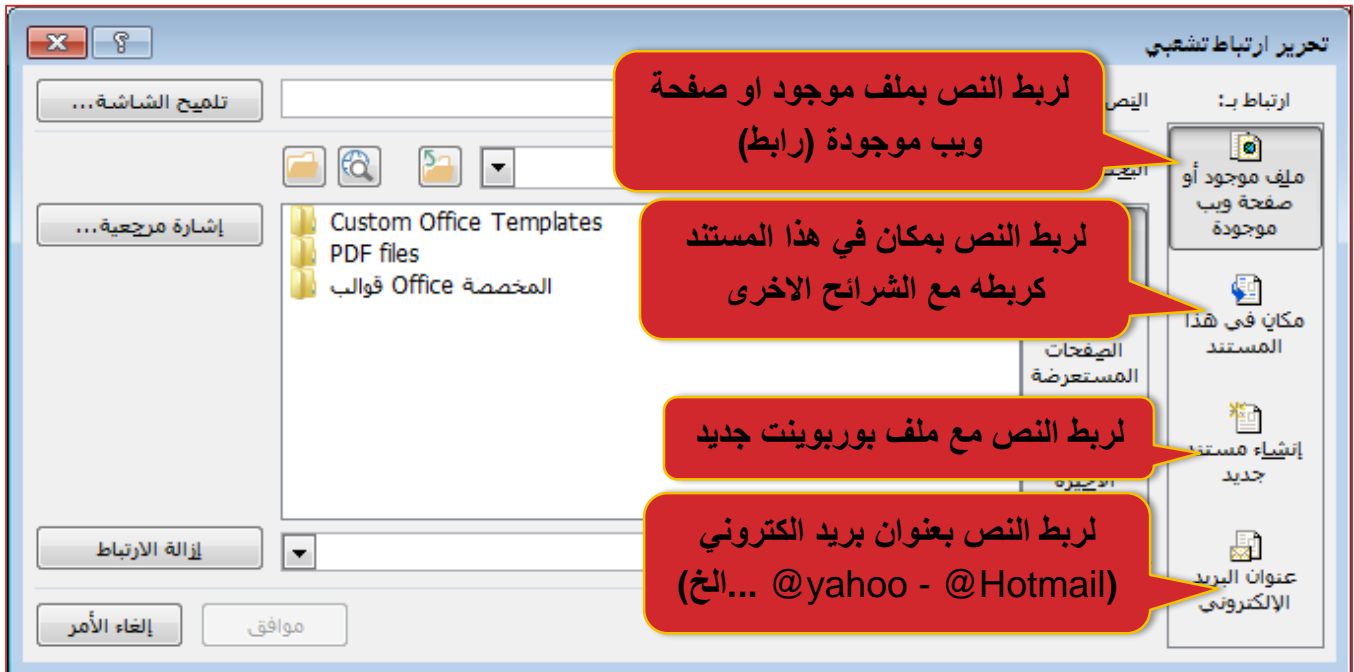 تحرير ارتباط تشعبي
ارتباط بـ:
ملف موجود أو
صفحة ويب
موجودة
مكان في هذا
المستند
إنشاء مستند
جديد
عنوان البريد
الإلكتروني
لربط النص بملف موجود او صفحة
ويب موجودة (رابط)
لربط النص بمكان في هذا المستند
كربطه مع الشرائح الاخرى
لربط النص مع ملف بوربوينت جديد
لربط النص بعنوان بريد الكتروني
(@yahoo - @Hotmail ...الخ)
النص
الصفحات
المستعرضة
الأخيرة
Custom Office Templates
PDF files
قوالب Office المخصصة
تلميح الشاشة...
إشارة مرجعية...
إزالة الارتباط
موافق
إلغاء الأمر